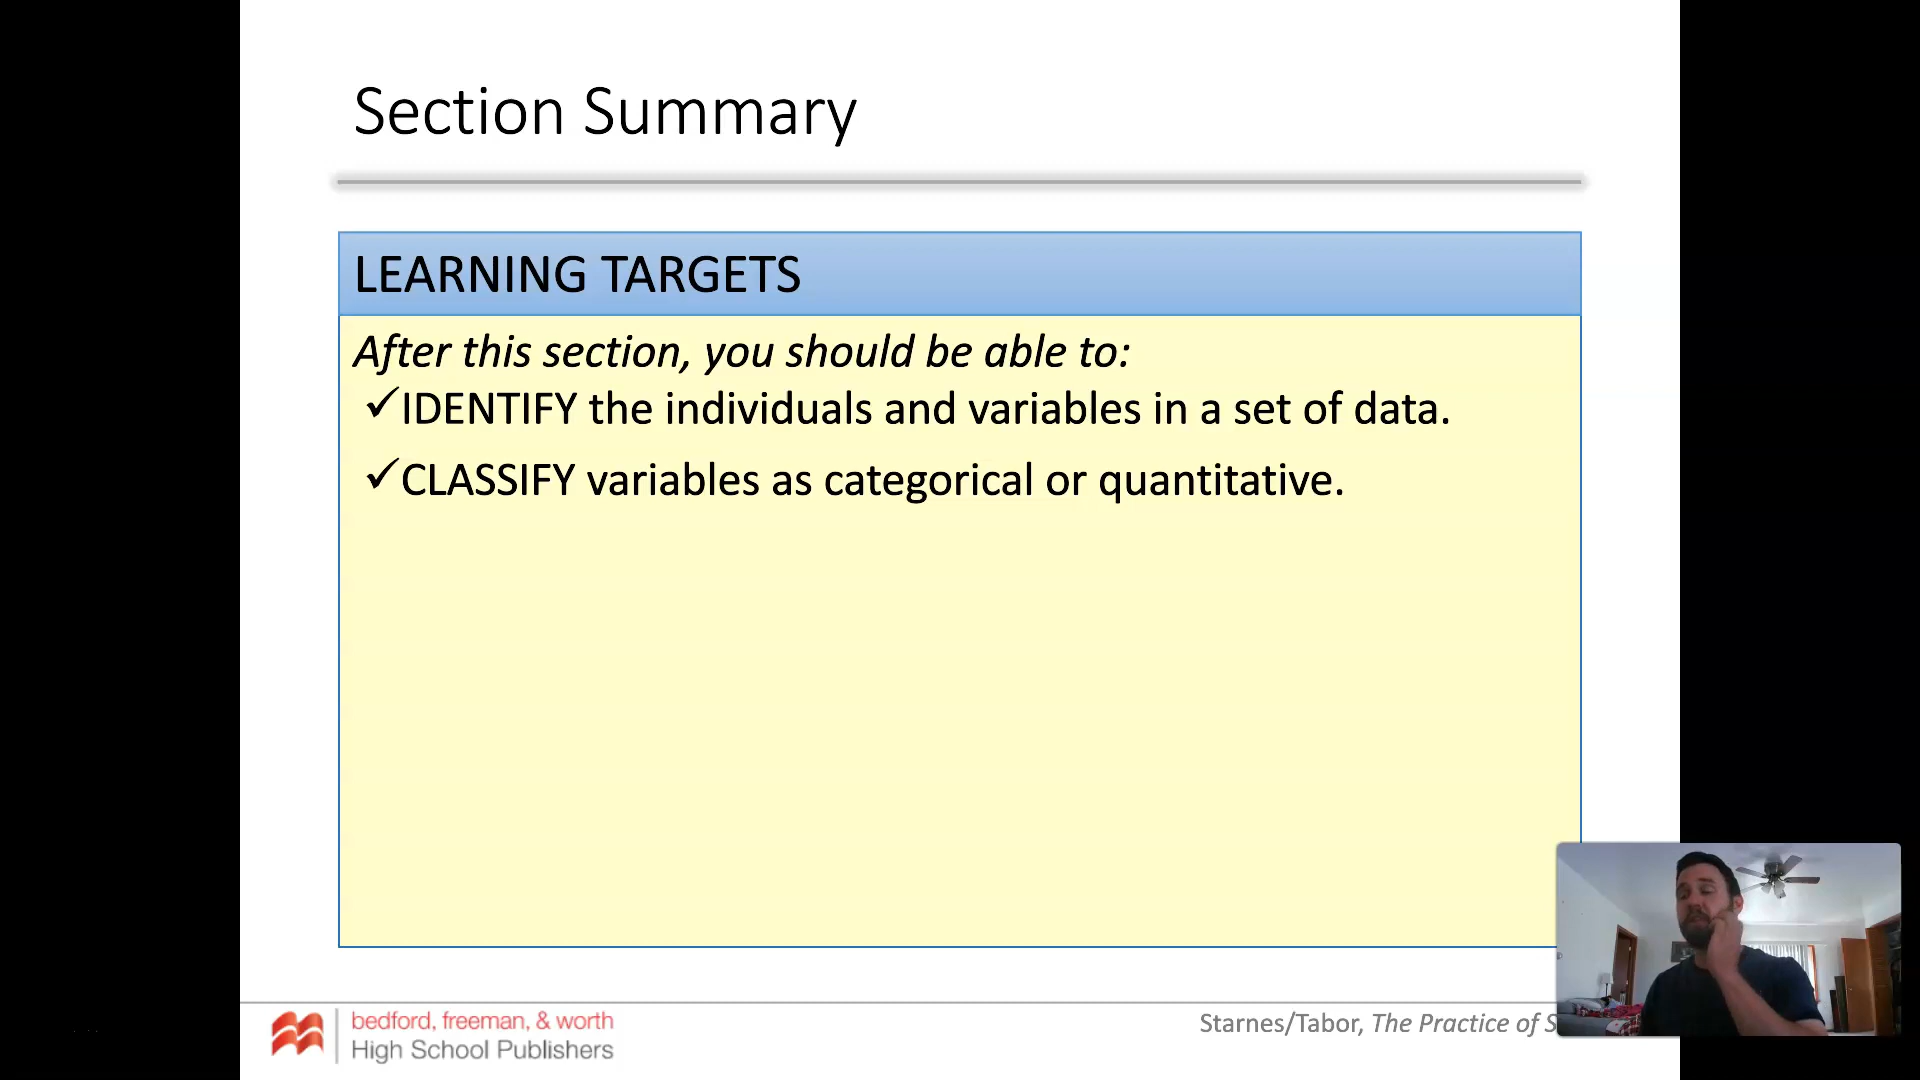 Section Summary
LEARNING TARGETS
After this section, you should be able to:
✓IDENTIFY the individuals and variables in a set of data.
✓CLASSIFY variables as categorical or quantitative.
bedford, freeman, & worth
High School Publishers
Starnes/Tabor, The Practice of S